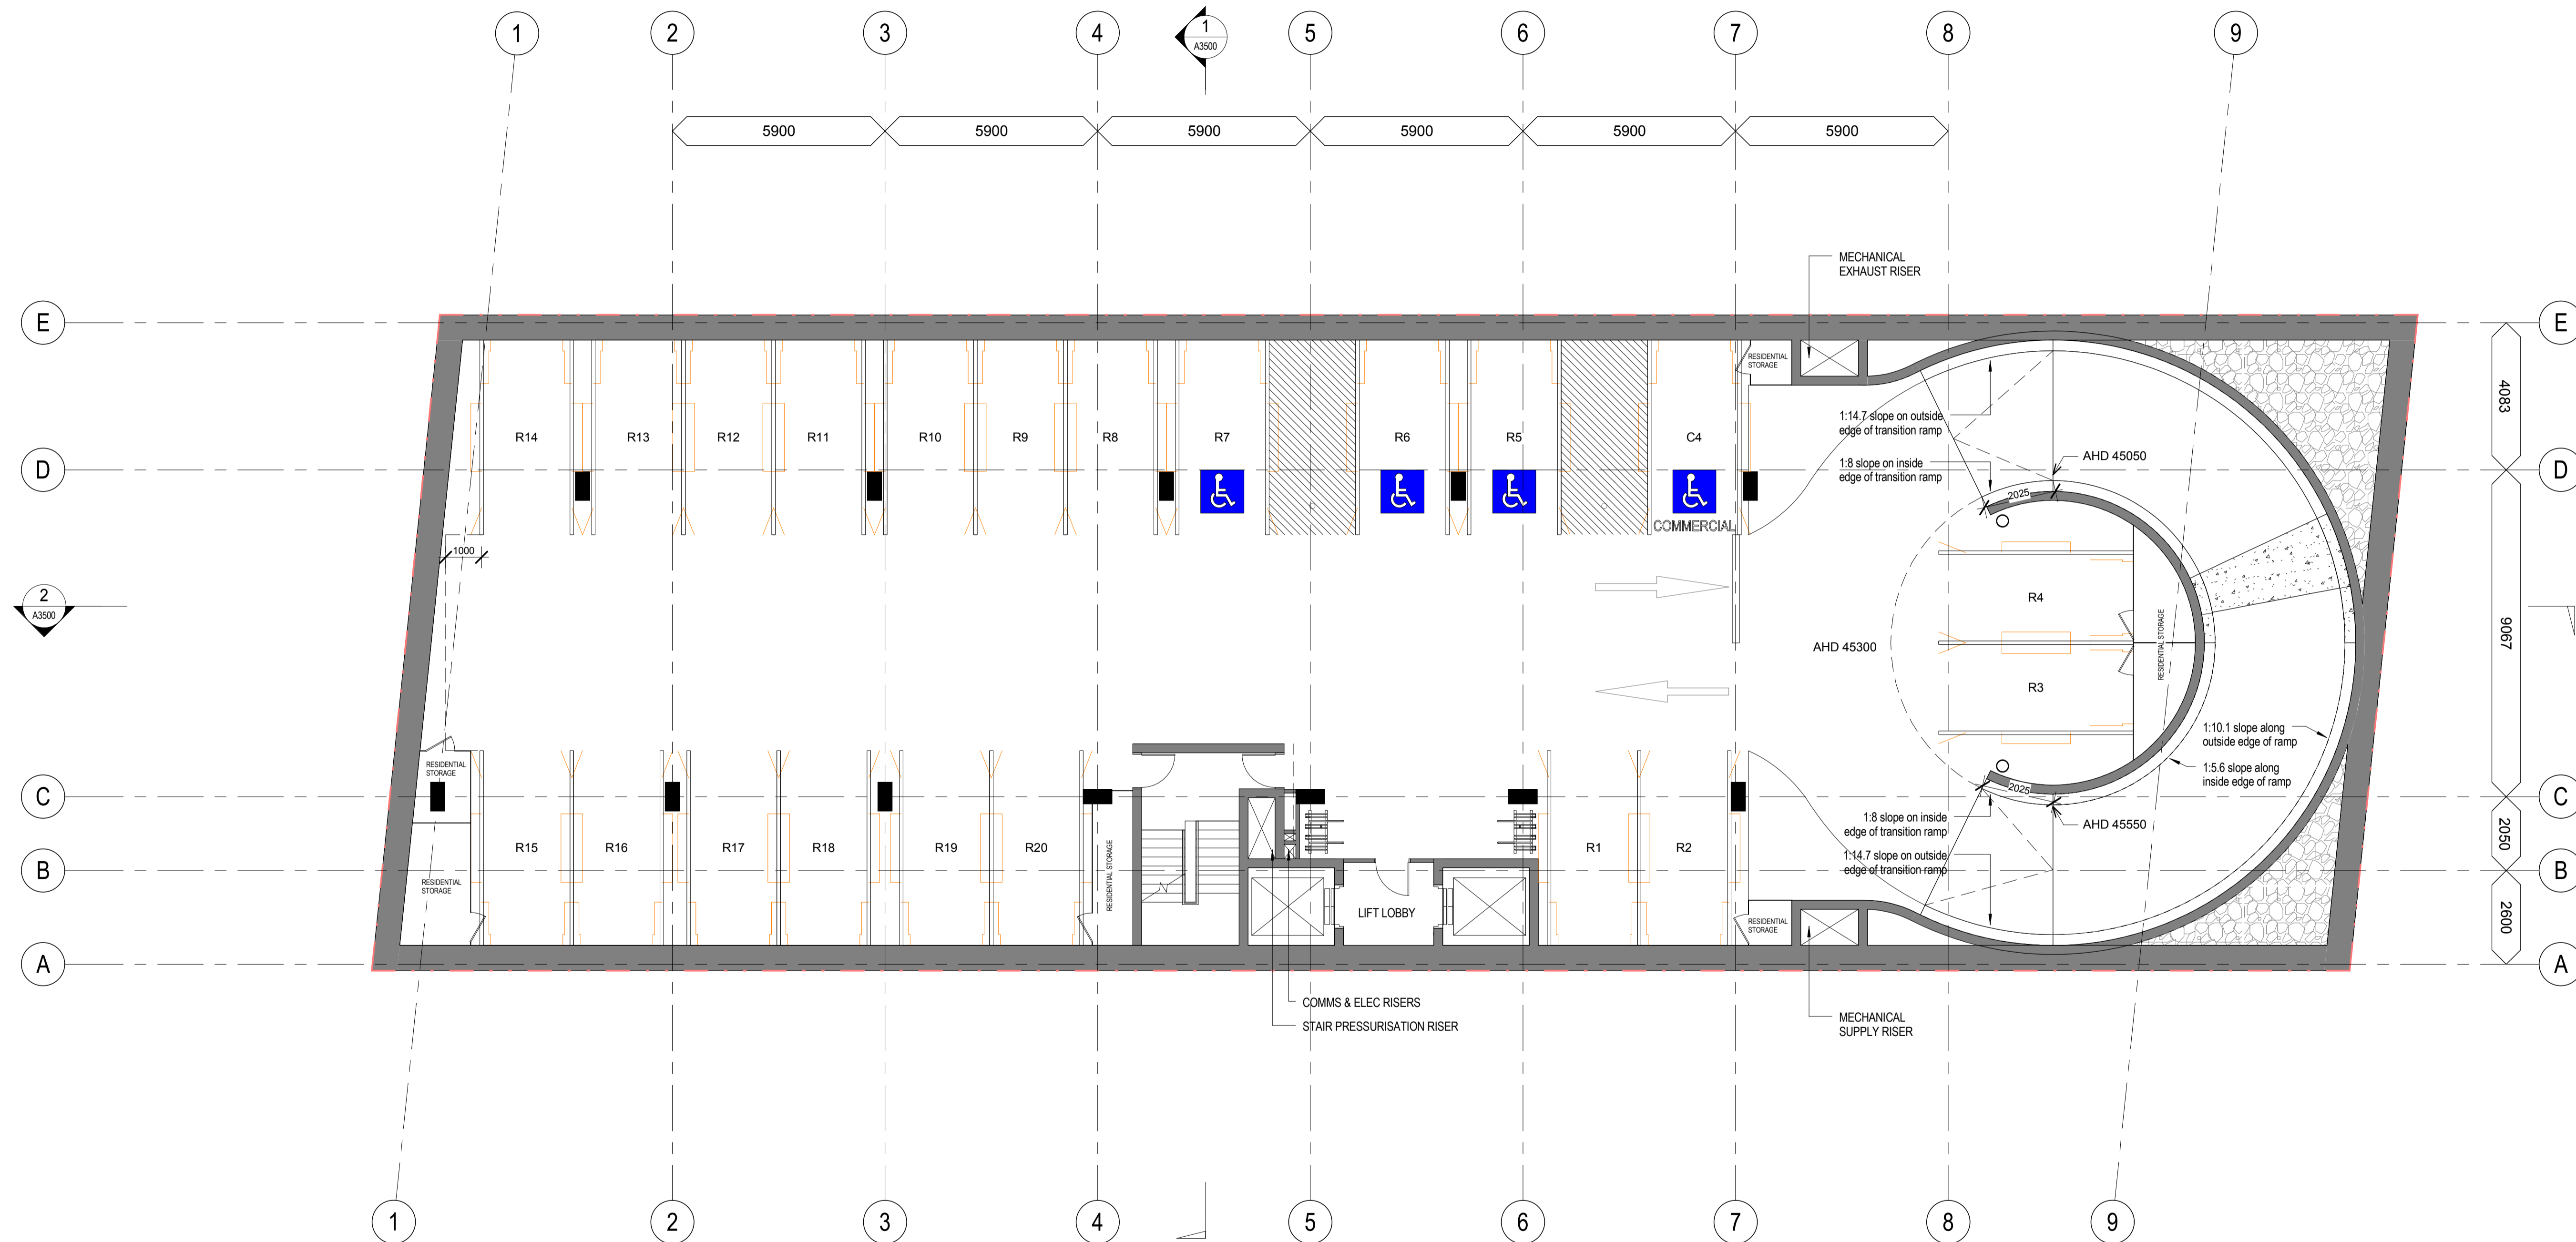 1
2
3
4
1
A3500
5
6
7
8
9
5900
5900
5900
5900
5900
5900
MECHANICAL
EXHAUST RISER
E
E
4083
RESIDENTIAL
STORAGE
1:14.7 slope on outside
edge of transition ramp
R14
R13
R12
R11
R10
R9
R8
R7
R6
R5
C4
COMMERCIAL
D
D
1:8 slope on inside
edge of transition ramp
AHD 45050
2025
1000
2
A3500
9067
R4
RESIDENTIAL STORAGE
AHD 45300
R3
1:10.1 slope along
outside edge of ramp
1:5.6 slope along
inside edge of ramp
RESIDENTIAL
STORAGE
C
C
2025
1:8 slope on inside
edge of transition ramp
AHD 45550
2050
R15
R16
R17
R18
R19
R20
RESIDENTIAL STORAGE
R1
R2
1:14.7 slope on outside
edge of transition ramp
B
B
RESIDENTIAL
STORAGE
LIFT LOBBY
RESIDENTIAL
STORAGE
2600
A
A
COMMS & ELEC RISERS
STAIR PRESSURISATION RISER
MECHANICAL
SUPPLY RISER
1
2
3
4
5
6
7
8
9